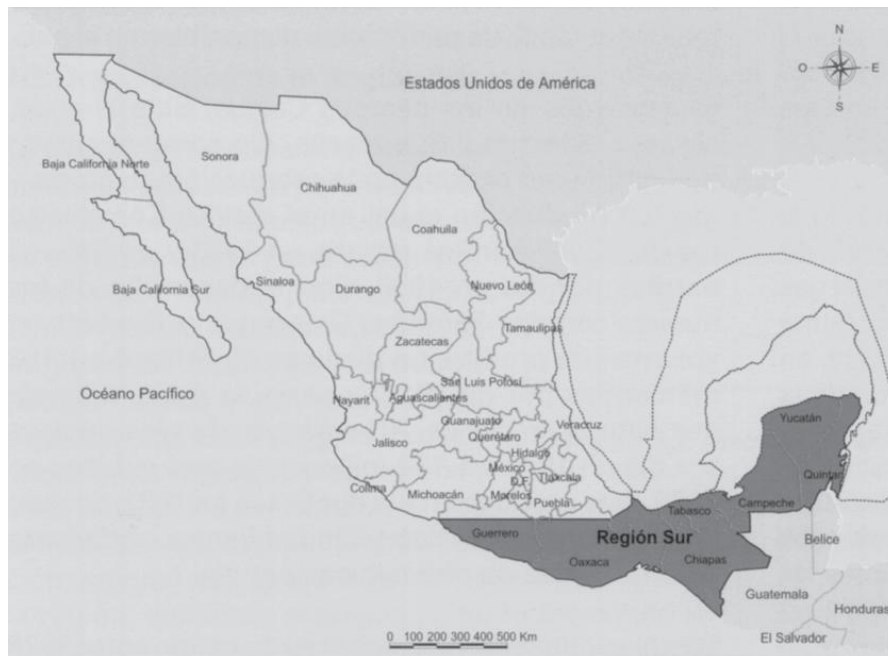 N
Estados Unidos de América
O
E
S
Baja California Norte
Sonora
Chihuahua
Coahuila
Baja California Sur
Sinaloa
Durango
Nuevo León
Tamaulipas
Zacatecas
San Luis Potosí
Océano Pacífico
Nayarit
Aguascalientes
Yucatán
Guanajuato
Veracruz
Jalisco
Querétaro
Hidalgo
México
Quintan
Colima
D.F.
Tlaxcala
Michoacán
Morelos
Puebla
Campeche
Tabasco
Guerrero
Región Sur
Belice
Oaxaca
Chiapas
Guatemala
Honduras
El Salvador
0 100 200 300 400 500 Km